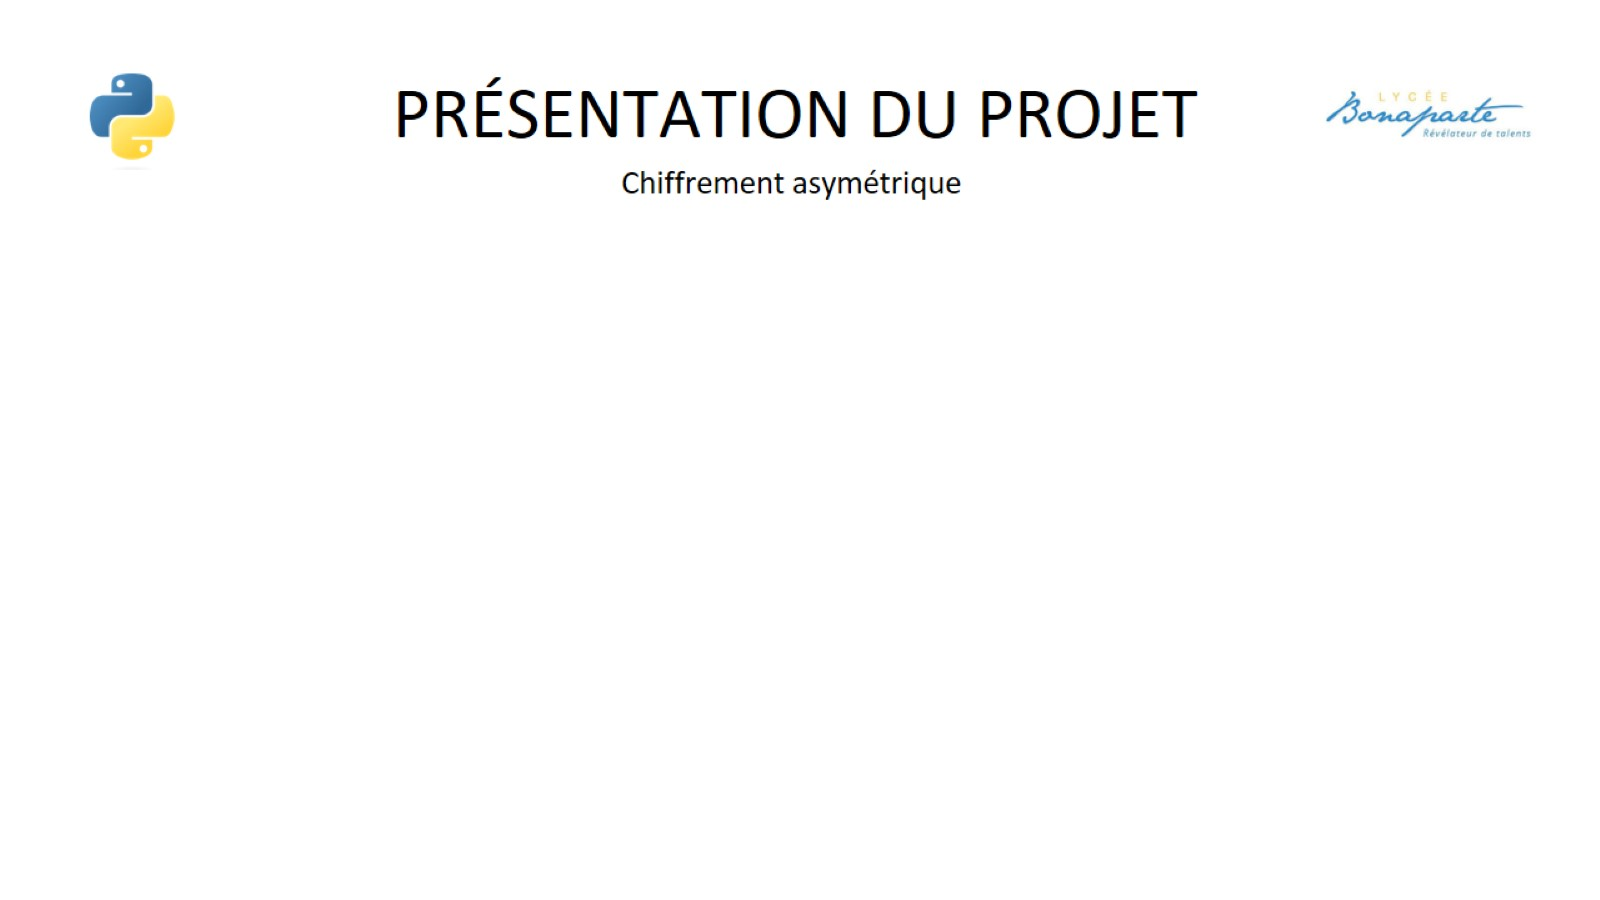 PRÉSENTATION DU PROJET
LYCÉE
Bonaparte
Révélateur de talents
Chiffrement asymétrique